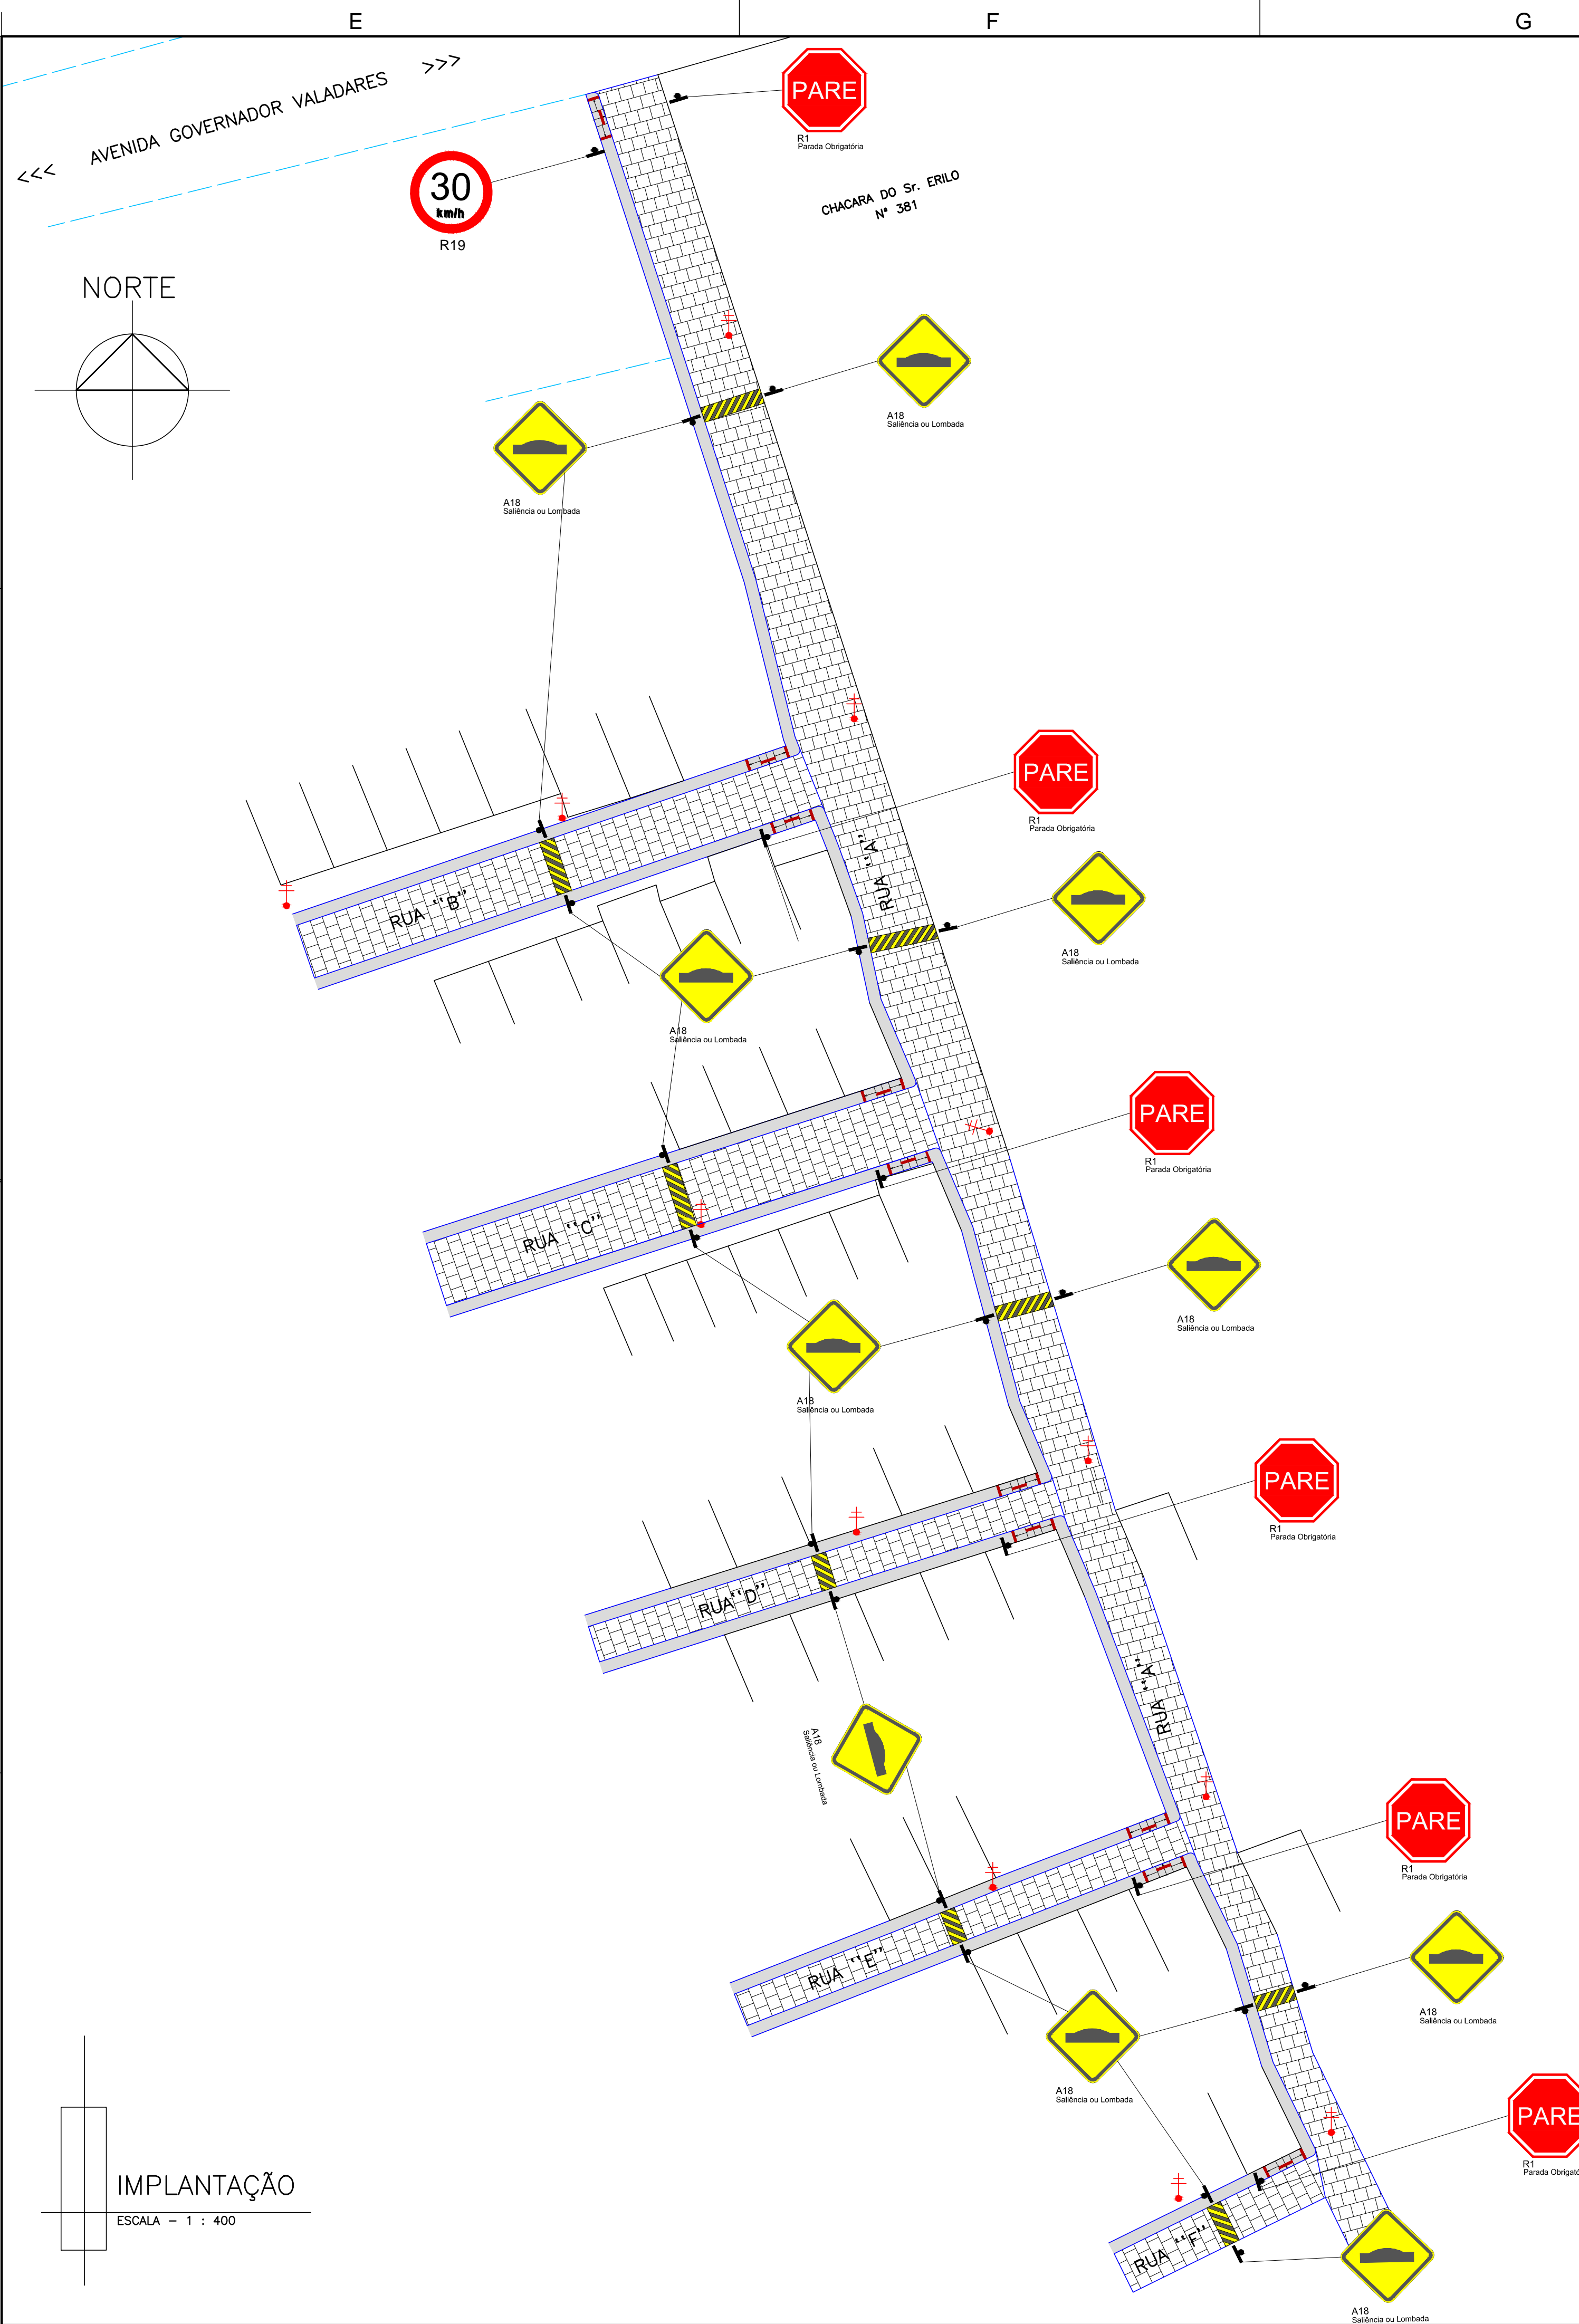 E
F
G
<<< AVENIDA GOVERNADOR VALADARES >>>
PARE
R1
Parada Obrigatória
30
km/h
R19
CHACARA DO Sr. ERILO
N° 381
NORTE
A18
Saliência ou Lombada
A18
Saliência ou Lombada
PARE
R1
Parada Obrigatória
RUA "A"
RUA "B"
A18
Saliência ou Lombada
A18
Saliência ou Lombada
PARE
R1
Parada Obrigatória
RUA "C"
A18
Saliência ou Lombada
A18
Saliência ou Lombada
PARE
R1
Parada Obrigatória
RUA "D"
RUA "A"
A18
Saliência ou Lombada
PARE
R1
Parada Obrigatória
RUA "E"
A18
Saliência ou Lombada
A18
Saliência ou Lombada
PARE
R1
Parada Obrigató
IMPLANTAÇÃO
ESCALA - 1 : 400
RUA "F"
A18
Saliência ou Lombada